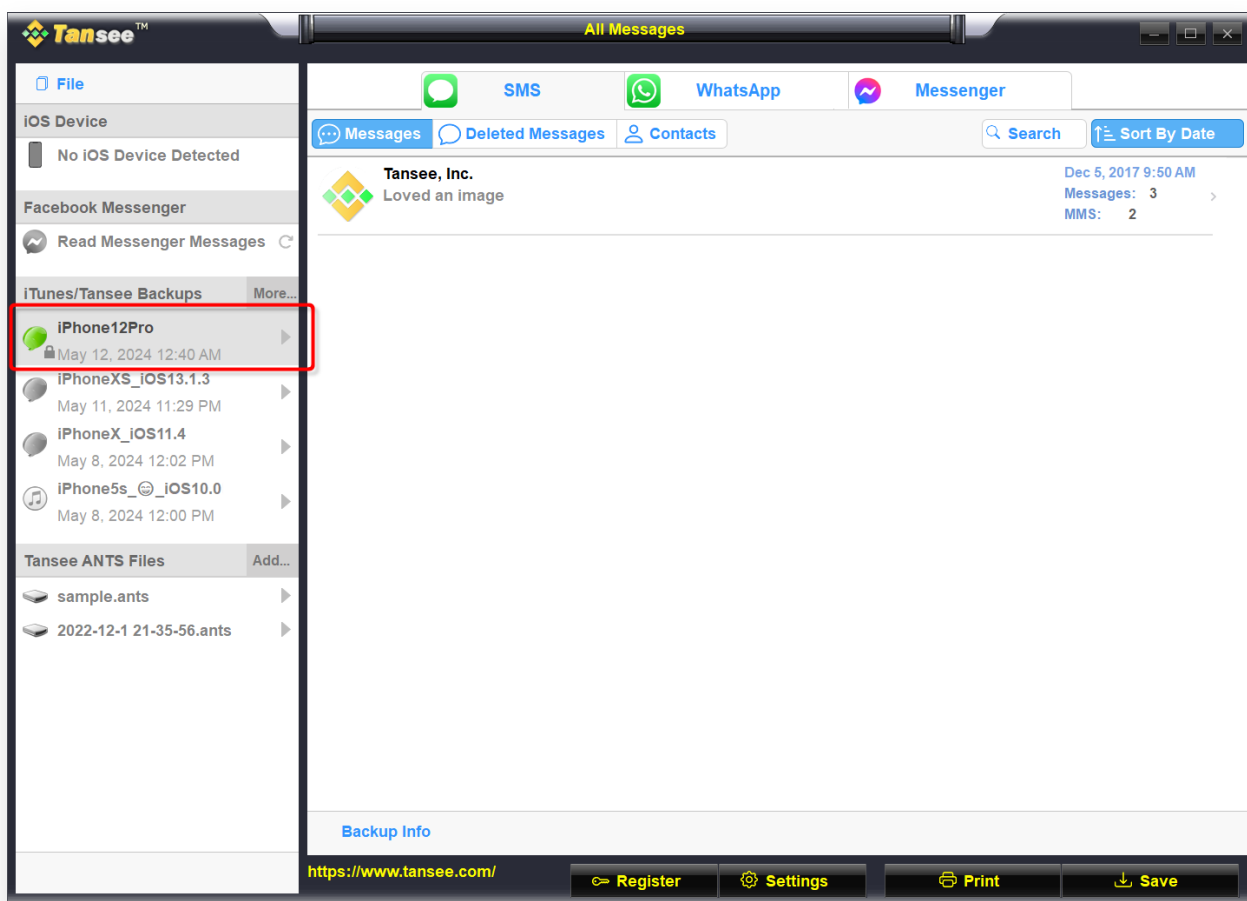 Tansee™
All Messages
File
iOS Device
No iOS Device Detected
Facebook Messenger
Read Messenger Messages
iTunes/Tansee Backups More...
iPhone12Pro
May 12, 2024 12:40 AM
iPhoneXS_iOS13.1.3
May 11, 2024 11:29 PM
iPhoneX_iOS11.4
May 8, 2024 12:02 PM
iPhone5s_😄_iOS10.0
May 8, 2024 12:00 PM
Tansee ANTS Files Add...
sample.ants
2022-12-1 21-35-56.ants
SMS WhatsApp Messenger
Messages Deleted Messages Contacts Search Sort By Date
Tansee, Inc. Dec 5, 2017 9:50 AM
Loved an image Messages: 3
MMS: 2
Backup Info
https://www.tansee.com/ Register Settings Print Save